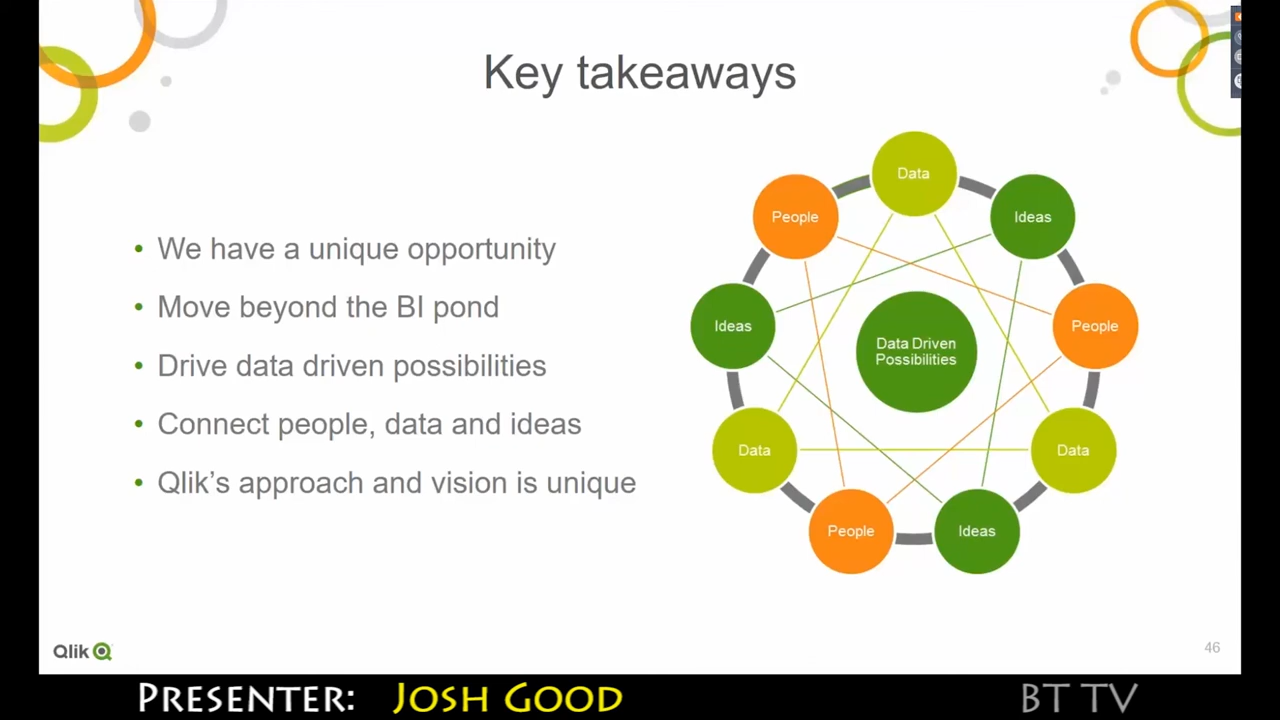 Key takeaways
• We have a unique opportunity
• Move beyond the BI pond
• Drive data driven possibilities
• Connect people, data and ideas
• Qlik’s approach and vision is unique
Data
Ideas
People
Data
Ideas
People
Data
Ideas
People
Data Driven
Possibilities
Qlik
46
PRESENTER: JOSH GOOD
BT TV